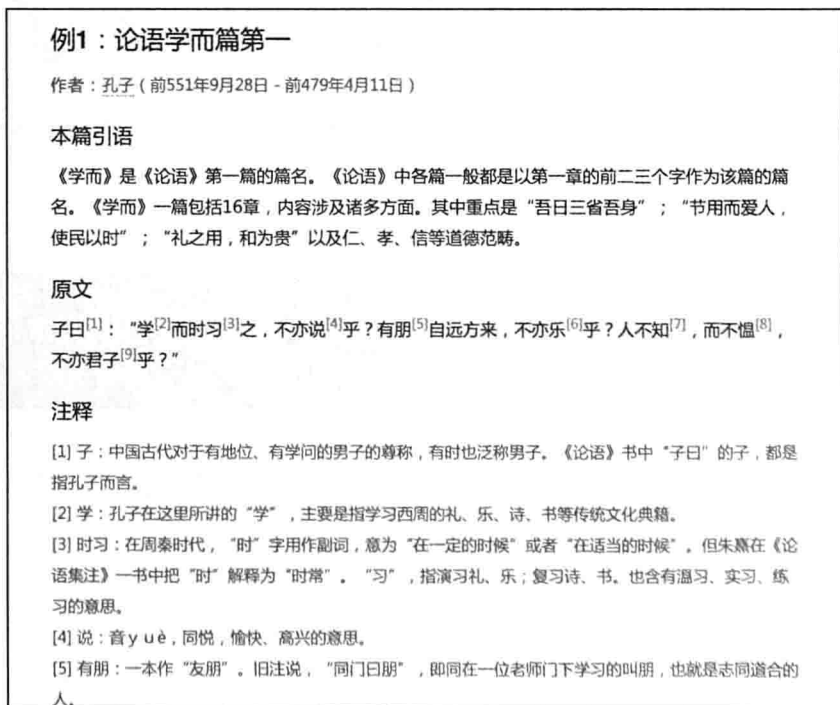 例1：论语学而篇第一
作者：孔子（前551年9月28日 - 前479年4月11日）
本篇引语
《学而》是《论语》第一篇的篇名。《论语》中各篇一般都是以第一章的前二三个字作为该篇的篇
名。《学而》一篇包括16章，内容涉及诸多方面。其中重点是“吾日三省吾身”；“节用而爱人，
使民以时”；“礼之用，和为贵”以及仁、孝、信等道德范畴。
原文
子曰[1]：“学[2]而时习[3]之，不亦说[4]乎？有朋[5]自远方来，不亦乐[6]乎？人不知[7]，而不愠[8]，
不亦君子[9]乎？”
注释
[1] 子：中国古代对于有地位、有学问的男子的尊称，有时也泛称男子。《论语》书中“子曰”的子，都是
指孔子而言。
[2] 学：孔子在这里所讲的“学”，主要是指学习西周的礼、乐、诗、书等传统文化典籍。
[3] 时习：在周秦时代，“时”字用作副词，意为“在一定的时候”或者“在适当的时候”。但朱熹在《论
语集注》一书中把“时”解释为“时常”。“习”，指演习礼、乐；复习诗、书。也含有温习、实习、练
习的意思。
[4] 说：音yuè，同悦，愉快、高兴的意思。
[5] 有朋：一本作“友朋”。旧注说，“同门曰朋”，即同在一位老师门下学习的叫朋，也就是志同道合的
人。